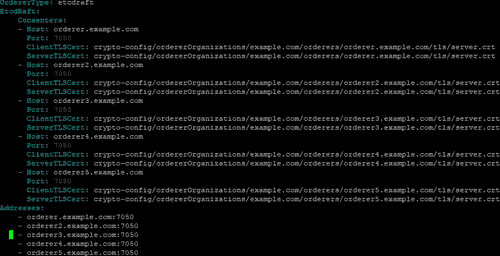 OrdererType: etcdraft
EtcdRaft:
Consenters:
- Host: orderer.example.com
Port: 7050
ClientTLSCert: crypto-config/ordererOrganizations/example.com/orderers/orderer.example.com/tls/server.crt
ServerTLSCert: crypto-config/ordererOrganizations/example.com/orderers/orderer.example.com/tls/server.crt
- Host: orderer2.example.com
Port: 7050
ClientTLSCert: crypto-config/ordererOrganizations/example.com/orderers/orderer2.example.com/tls/server.crt
ServerTLSCert: crypto-config/ordererOrganizations/example.com/orderers/orderer2.example.com/tls/server.crt
- Host: orderer3.example.com
Port: 7050
ClientTLSCert: crypto-config/ordererOrganizations/example.com/orderers/orderer3.example.com/tls/server.crt
ServerTLSCert: crypto-config/ordererOrganizations/example.com/orderers/orderer3.example.com/tls/server.crt
- Host: orderer4.example.com
Port: 7050
ClientTLSCert: crypto-config/ordererOrganizations/example.com/orderers/orderer4.example.com/tls/server.crt
ServerTLSCert: crypto-config/ordererOrganizations/example.com/orderers/orderer4.example.com/tls/server.crt
- Host: orderer5.example.com
Port: 7050
ClientTLSCert: crypto-config/ordererOrganizations/example.com/orderers/orderer5.example.com/tls/server.crt
ServerTLSCert: crypto-config/ordererOrganizations/example.com/orderers/orderer5.example.com/tls/server.crt
Addresses:
- orderer.example.com:7050
- orderer2.example.com:7050
- orderer3.example.com:7050
- orderer4.example.com:7050
- orderer5.example.com:7050